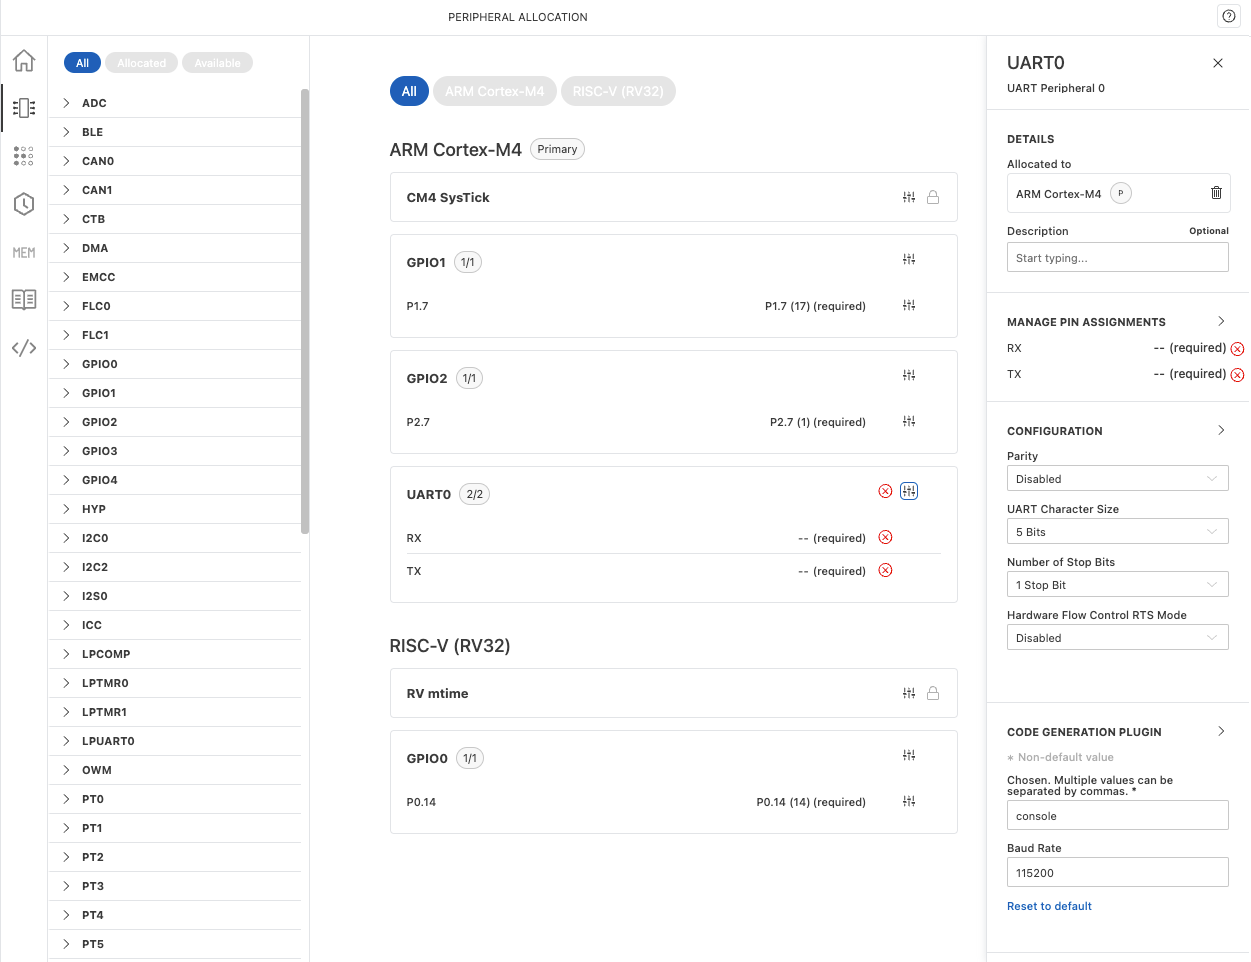 PERIPHERAL ALLOCATION
All Allocated Available
ADC
BLE
CAN0
CAN1
CTB
DMA
EMCC
FLC0
FLC1
GPIO0
GPIO1
GPIO2
GPIO3
GPIO4
HYP
I2C0
I2C2
I2S0
ICC
LPCOMP
LPTMR0
LPTMR1
LPUART0
OWM
PT0
PT1
PT2
PT3
PT4
PT5
MEM
All ARM Cortex-M4 RISC-V (RV32)
ARM Cortex-M4 Primary
CM4 SysTick
GPIO1 1/1
P1.7 P1.7 (17) (required)
GPIO2 1/1
P2.7 P2.7 (1) (required)
UART0 2/2
RX -- (required)
TX -- (required)
RISC-V (RV32)
RV mtime
GPIO0 1/1
P0.14 P0.14 (14) (required)
UART0
UART Peripheral 0
DETAILS
Allocated to
ARM Cortex-M4 P
Description Optional
Start typing...
MANAGE PIN ASSIGNMENTS
RX -- (required)
TX -- (required)
CONFIGURATION
Parity
Disabled
UART Character Size
5 Bits
Number of Stop Bits
1 Stop Bit
Hardware Flow Control RTS Mode
Disabled
CODE GENERATION PLUGIN
* Non-default value
Chosen. Multiple values can be
separated by commas. *
console
Baud Rate
115200
Reset to default